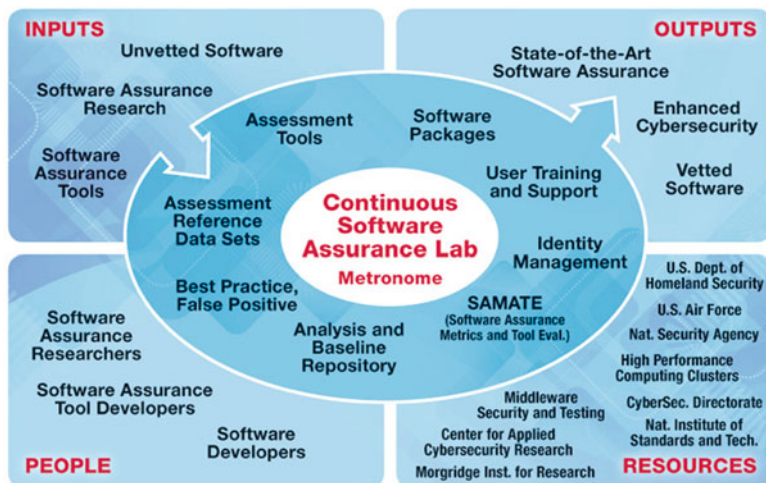 INPUTS
Unvetted Software
Software Assurance
Research
Software
Assurance
Tools
OUTPUTS
State-of-the-Art
Software Assurance
Enhanced
Cybersecurity
Vetted
Software
Assessment
Tools
Software
Packages
User Training
and Support
Assessment
Reference
Data Sets
Continuous
Software
Assurance Lab
Metronome
Identity
Management
Best Practice,
False Positive
SAMATE
(Software Assurance
Metrics and Tool Eval.)
Analysis and
Baseline
Repository
Software
Assurance
Researchers
Software Assurance
Tool Developers
Software
Developers
PEOPLE
U.S. Dept. of
Homeland Security
U.S. Air Force
Nat. Security Agency
High Performance
Computing Clusters
CyberSec. Directorate
Nat. Institute of
Standards and Tech.
Middleware
Security and Testing
Center for Applied
Cybersecurity Research
Morgridge Inst. for Research
RESOURCES